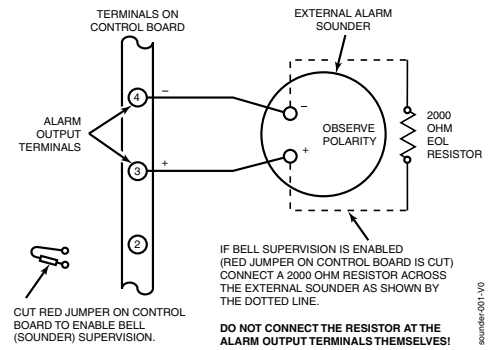 TERMINALS ON
CONTROL BOARD
EXTERNAL ALARM
SOUNDER
4
–
–
ALARM
OUTPUT
TERMINALS
OBSERVE
POLARITY
2000
OHM
EOL
RESISTOR
3
+
+
2
IF BELL SUPERVISION IS ENABLED
(RED JUMPER ON CONTROL BOARD IS CUT)
CONNECT A 2000 OHM RESISTOR ACROSS
THE EXTERNAL SOUNDER AS SHOWN BY
THE DOTTED LINE.
DO NOT CONNECT THE RESISTOR AT THE
ALARM OUTPUT TERMINALS THEMSELVES!
CUT RED JUMPER ON CONTROL
BOARD TO ENABLE BELL
(SOUNDER) SUPERVISION.
sounder-001-V0